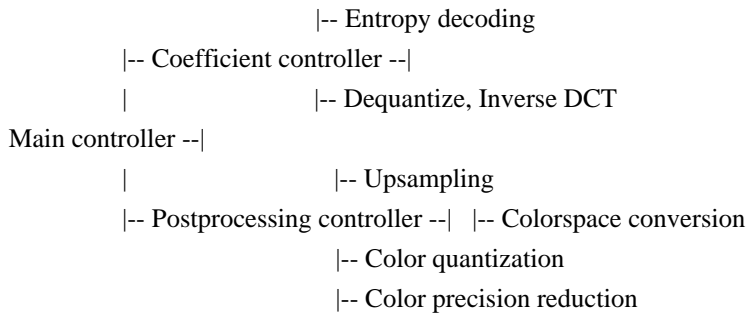 |-- Entropy decoding
|-- Coefficient controller --|
| |-- Dequantize, Inverse DCT
Main controller --|
| |-- Upsampling
|-- Postprocessing controller --| |-- Colorspace conversion
|-- Color quantization
|-- Color precision reduction